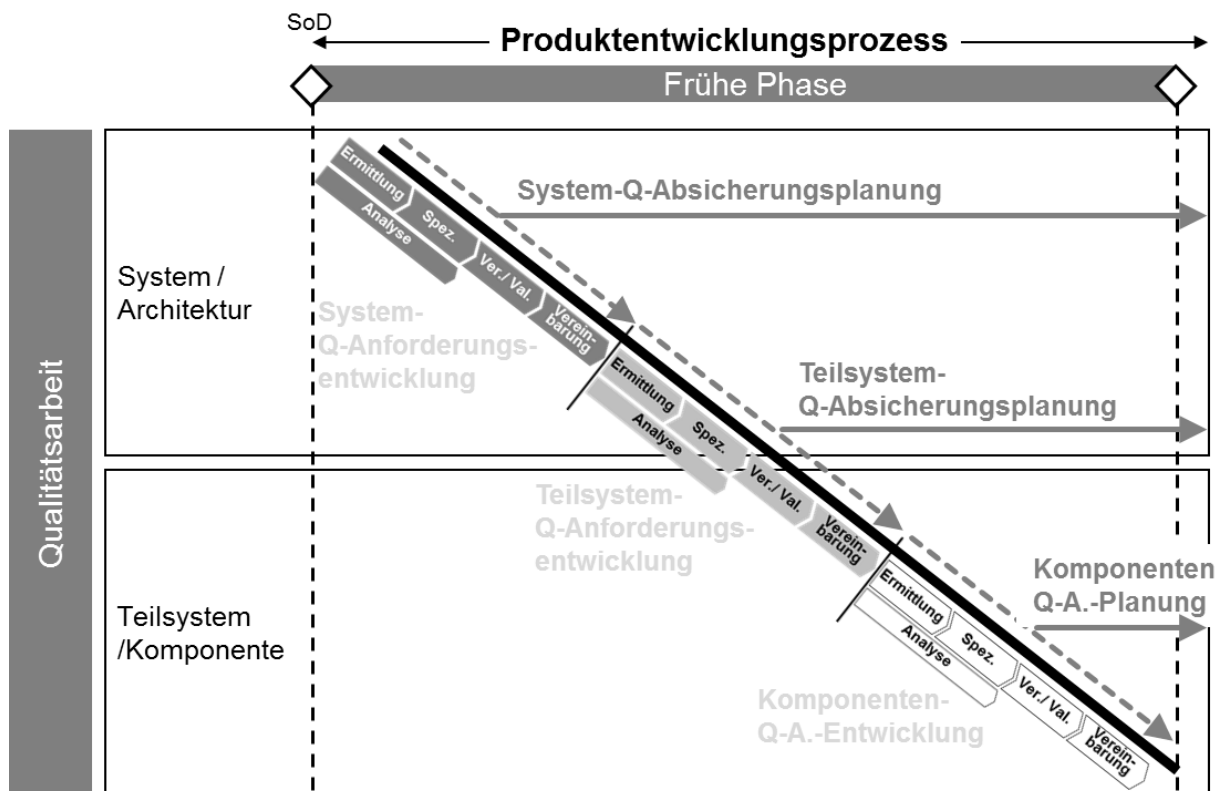 SoD
Produktentwicklungsprozess
Frühe Phase
Qualitätsarbeit
System /
Architektur
Ermittlung
Analyse
Spez.
Ver./ Val.
Verein-
barung
System-Q-Absicherungsplanung
System-
Q-Anforderungs-
entwicklung
Ermittlung
Analyse
Spez.
Ver./ Val.
Verein-
barung
Teilsystem-
Q-Absicherungsplanung
Teilsystem-
Q-Anforderungs-
entwicklung
Teilsystem
/Komponente
Ermittlung
Analyse
Spez.
Ver./ Val.
Verein-
barung
Komponenten
Q-A.-Planung
Komponenten-
Q-A.-Entwicklung